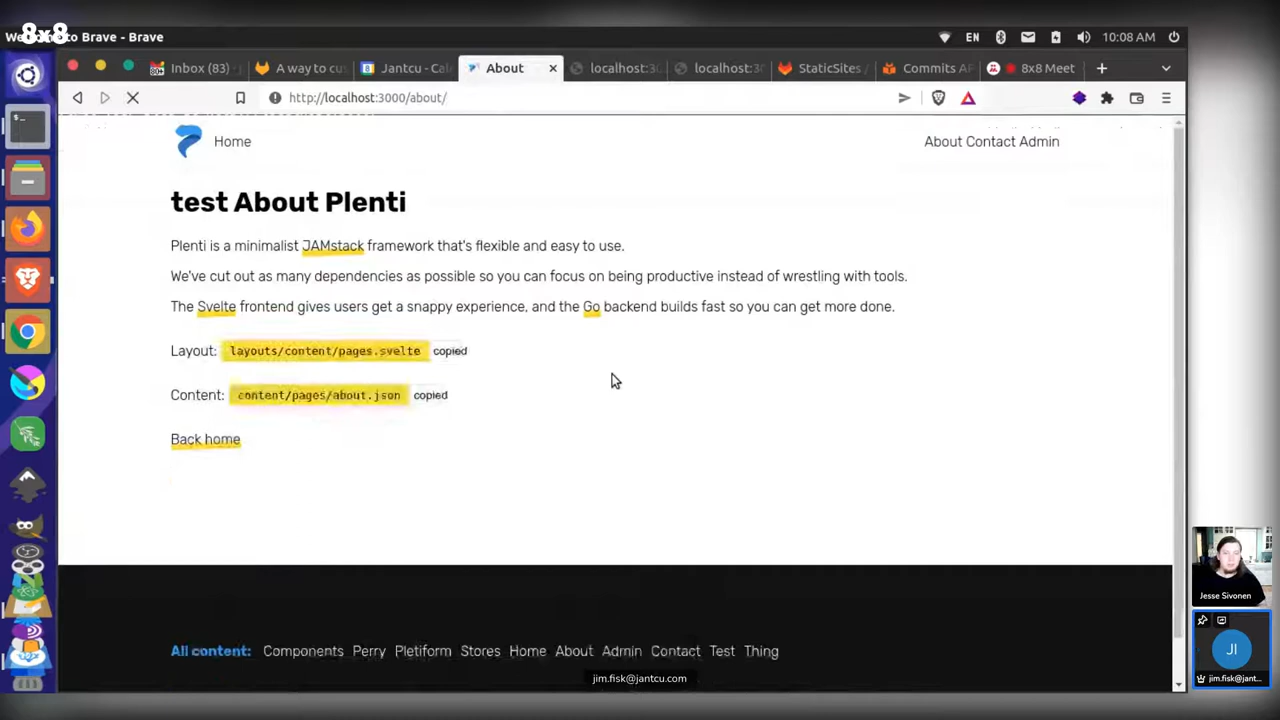 8x8
to Brave - Brave
EN
10:08 AM
Inbox (83)
A way to cu
Jantcu - Cal
About
localhost:30
localhost:30
StaticSites /
Commits AP
8x8 Meet
http://localhost:3000/about/
Home
About Contact Admin
test About Plenti
Plenti is a minimalist JAMstack framework that's flexible and easy to use.
We've cut out as many dependencies as possible so you can focus on being productive instead of wrestling with tools.
The Svelte frontend gives users get a snappy experience, and the Go backend builds fast so you can get more done.
Layout: layouts/content/pages.svelte copied
Content: content/pages/about.json copied
Back home
All content: Components Perry Pletiform Stores Home About Admin Contact Test Thing
jim.fisk@jantcu.com
Jesse Sivonen
JI
jim.fisk@jant...